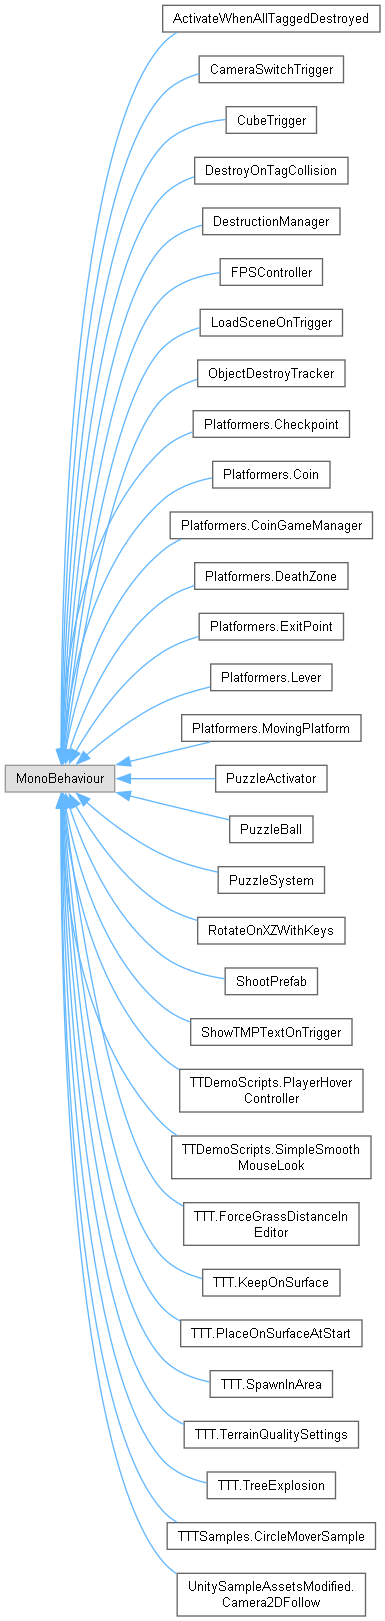 ActivateWhenAllTaggedDestroyed
CameraSwitchTrigger
CubeTrigger
DestroyOnTagCollision
DestructionManager
FPSController
LoadSceneOnTrigger
ObjectDestroyTracker
Platformers.Checkpoint
Platformers.Coin
Platformers.CoinGameManager
Platformers.DeathZone
Platformers.ExitPoint
Platformers.Lever
Platformers.MovingPlatform
MonoBehaviour
PuzzleActivator
PuzzleBall
PuzzleSystem
RotateOnXZWithKeys
ShootPrefab
ShowTMPTextOnTrigger
TTDemoScripts.PlayerHover
Controller
TTDemoScripts.SimpleSmooth
MouseLook
TTT.ForceGrassDistanceIn
Editor
TTT.KeepOnSurface
TTT.PlaceOnSurfaceAtStart
TTT.SpawnInArea
TTT.TerrainQualitySettings
TTT.TreeExplosion
TTTSamples.CircleMoverSample
UnitySampleAssetsModified.
Camera2DFollow